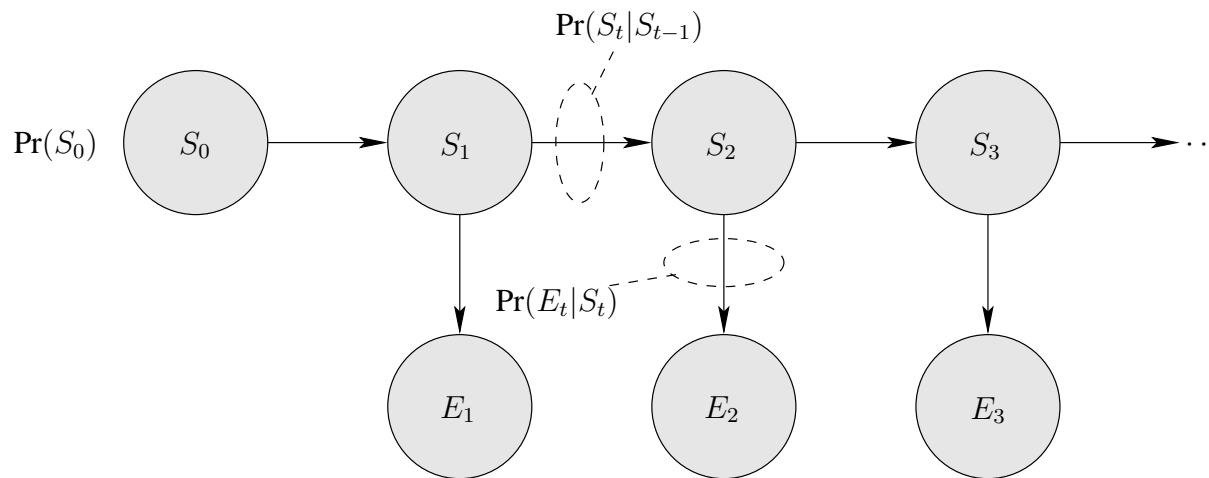 Pr(S_t|S_{t−1})
Pr(S_0) S_0 S_1 S_2 S_3 ··
Pr(E_t|S_t)
E_1 E_2 E_3